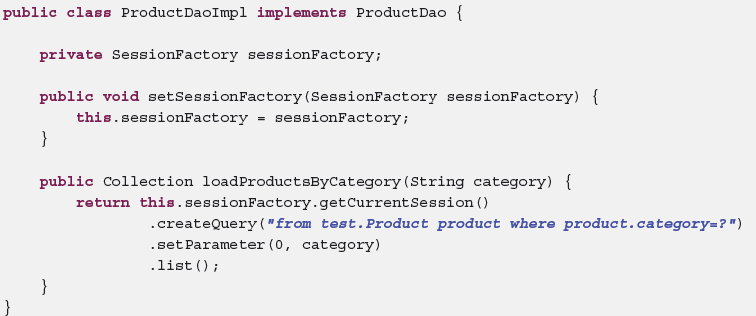 public class ProductDaoImpl implements ProductDao {
private SessionFactory sessionFactory;
public void setSessionFactory(SessionFactory sessionFactory) {
this.sessionFactory = sessionFactory;
}
public Collection loadProductsByCategory(String category) {
return this.sessionFactory.getCurrentSession()
.createQuery("from test.Product product where product.category=?")
.setParameter(0, category)
.list();
}
}